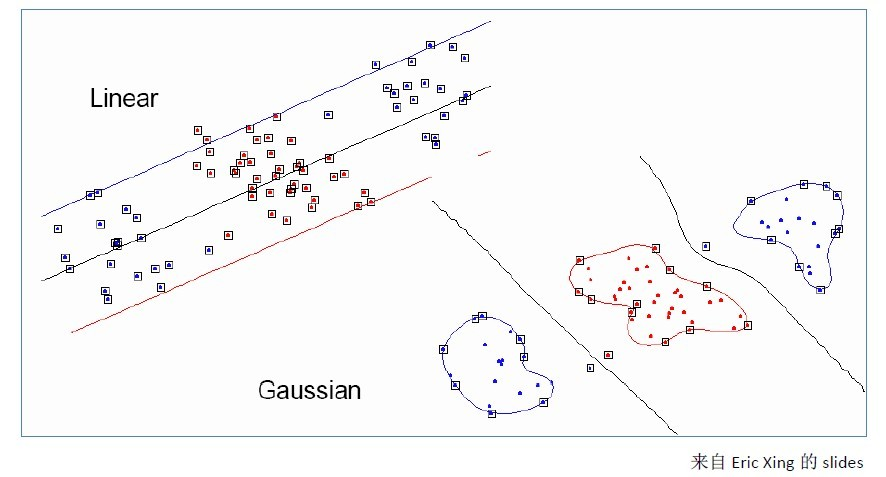 Linear
Gaussian
来自 Eric Xing 的 slides